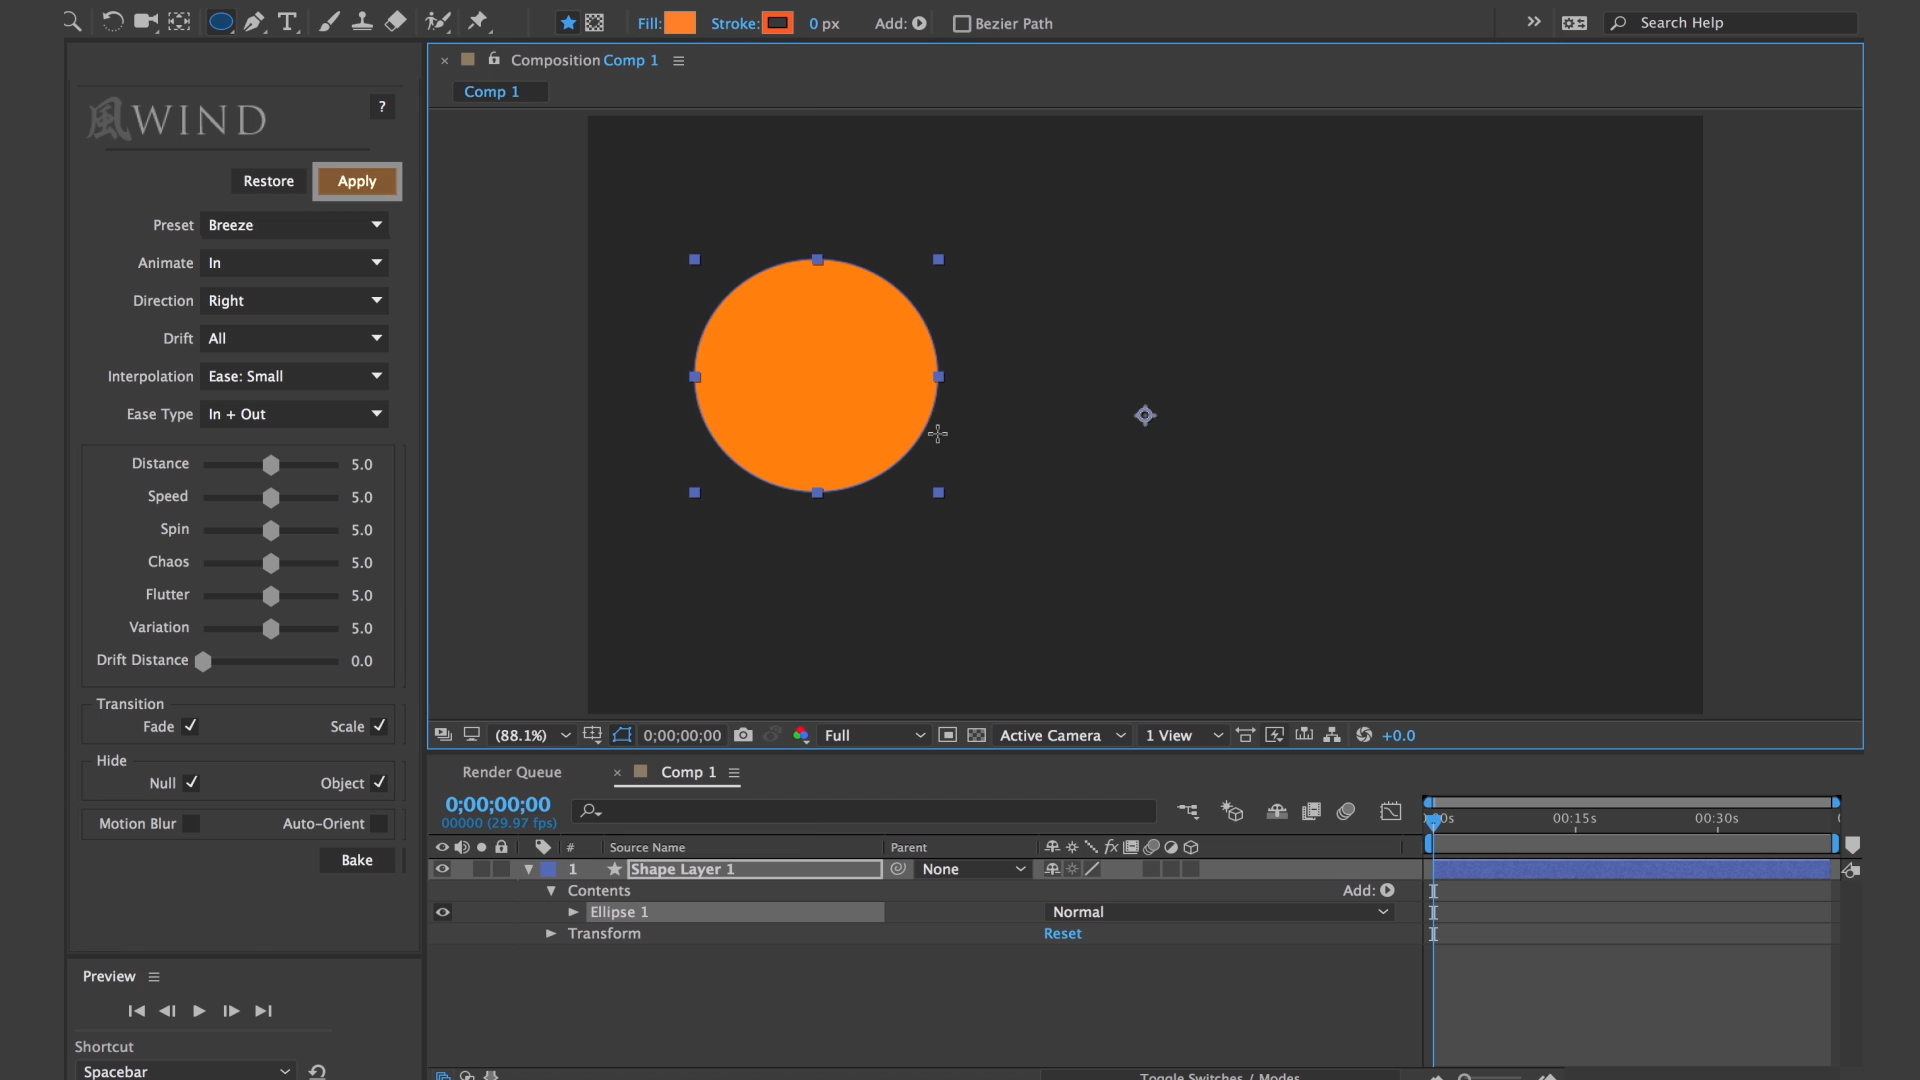 Fill:
Stroke:
0 px
Add:
Bezier Path
Search Help
風WIND
?
Restore
Apply
Preset Breeze
Animate In
Direction Right
Drift All
Interpolation Ease: Small
Ease Type In + Out
Distance 5.0
Speed 5.0
Spin 5.0
Chaos 5.0
Flutter 5.0
Variation 5.0
Drift Distance 0.0
Transition
Fade
Scale
Hide
Null
Object
Motion Blur
Auto-Orient
Bake
Preview
Shortcut
Spacebar
Composition Comp 1
Comp 1
(88.1%)
0;00;00;00
Full
Active Camera
1 View
+0.0
Render Queue
Comp 1
0;00;00;00
00000 (29.97 fps)
00:15s
00:30s
# Source Name
Parent
fx
1 Shape Layer 1
None
Contents
Add:
Ellipse 1
Normal
Transform
Reset
Toggle Switches / Modes